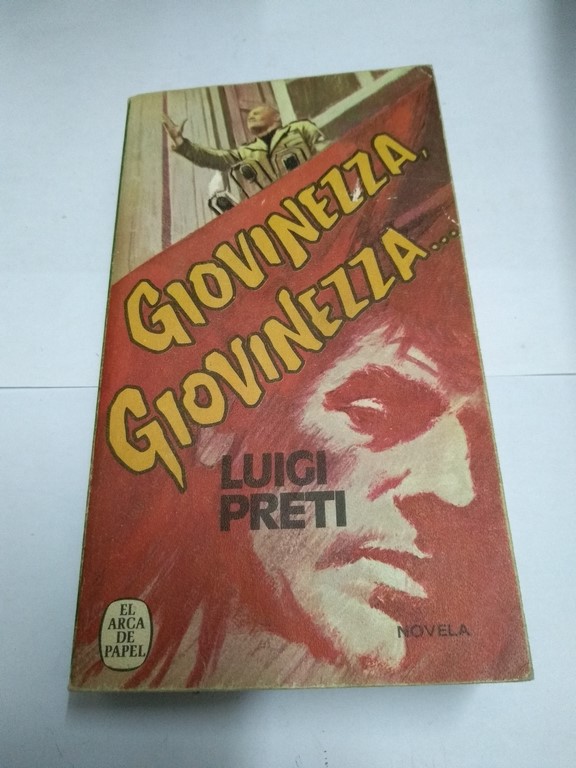 GIOVINEZZA,
GIOVINEZZA...
LUIGI
PRETI
NOVELA
EL
ARCA
DE
PAPEL